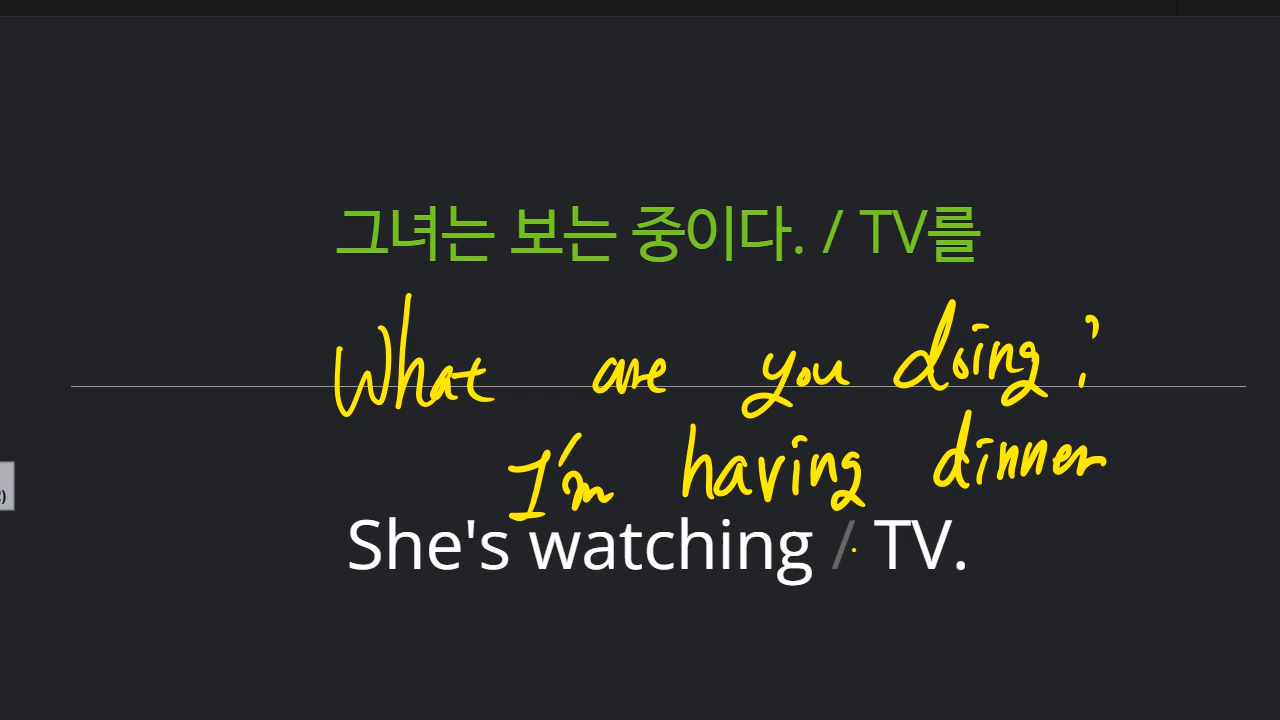 그녀는 보는 중이다. / TV를
What are you doing?
I'm having dinner
She's watching / TV.